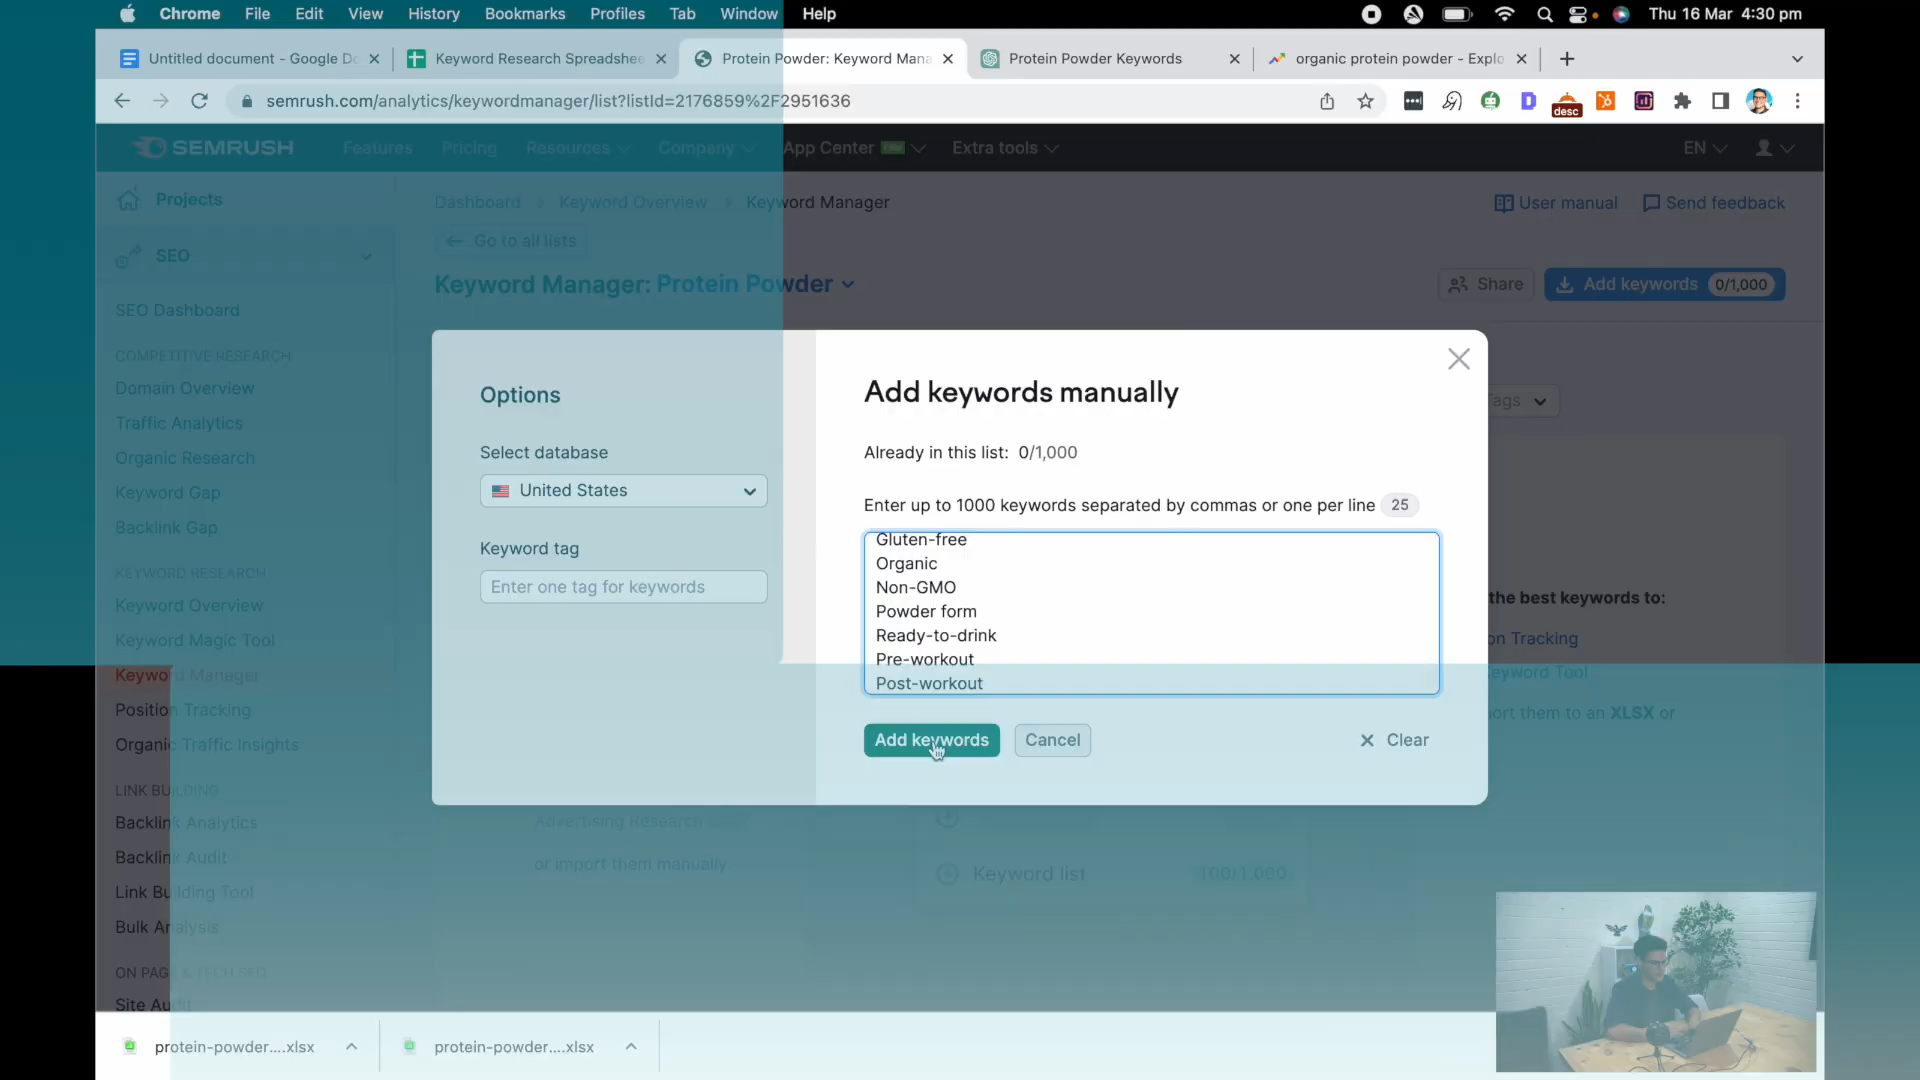 Chrome File Edit View History Bookmarks Profiles Tab Window Help
Thu 16 Mar 4:30 pm
Untitled document - Google Do
Keyword Research Spreadshee
Protein Powder: Keyword Mana
Protein Powder Keywords
organic protein powder - Explo
semrush.com/analytics/keywordmanager/list?listId=2176859%2F2951636
desc
SEMRUSH
Features
Pricing
Resources
Company
App Center
Extra tools
EN
Projects
Dashboard
Keyword Overview
Keyword Manager
User manual
Send feedback
SEO
Go to all lists
Keyword Manager: Protein Powder
Share
Add keywords 0/1,000
SEO Dashboard
COMPETITIVE RESEARCH
Domain Overview
Traffic Analytics
Organic Research
Keyword Gap
Backlink Gap
KEYWORD RESEARCH
Keyword Overview
Keyword Magic Tool
Keyword Manager
Position Tracking
Organic Traffic Insights
LINK BUILDING
Backlink Analytics
Backlink Audit
Link Building Tool
Bulk Analysis
ON PAGE & TECH SEO
Site Audit
Options
Select database
United States
Keyword tag
Enter one tag for keywords
Add keywords manually
Already in this list: 0/1,000
Enter up to 1000 keywords separated by commas or one per line 25
Gluten-free
Organic
Non-GMO
Powder form
Ready-to-drink
Pre-workout
Post-workout
Add keywords
Cancel
Clear
Tags
the best keywords to:
on Tracking
eyword Tool
ort them to an XLSX or
Advertising Research
or import them manually
Keyword list 100/1,000
protein-powder....xlsx
protein-powder....xlsx